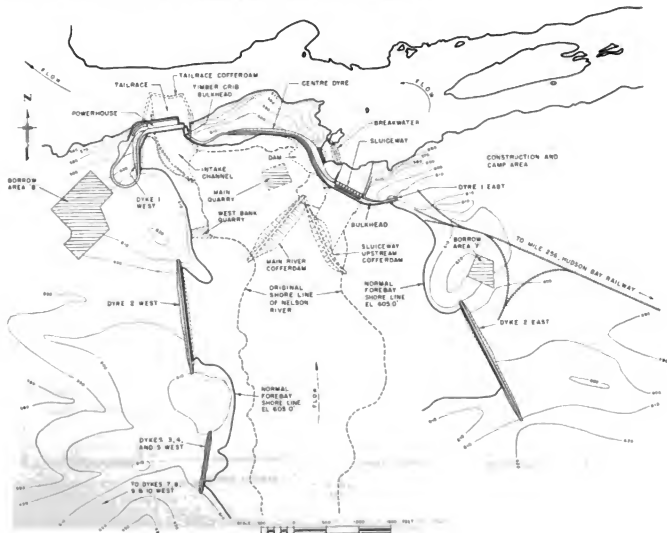 FLOW
TAILRACE COFFERDAM
TAILRACE
TIMBER CRIB
BULKHEAD
CENTRE DYKE
FLOW
POWERHOUSE
N
9
BREAKWATER
SLUICEWAY
DAM
INTAKE
CHANNEL
CONSTRUCTION AND
CAMP AREA
BORROW
AREA 'B'
MAIN
QUARRY
DYKE 1
WEST
DYKE 1 EAST
WEST BANK
QUARRY
BULKHEAD
TO MILE 256, HUDSON BAY RAILWAY
MAIN RIVER
COFFERDAM
SLUICEWAY
UPSTREAM
COFFERDAM
BORROW
AREA
ORIGINAL
SHORE LINE
OF NELSON
RIVER
NORMAL
FOREBAY
SHORE LINE
EL 605.0'
DYKE 2 WEST
DYKE 2 EAST
NORMAL
FOREBAY
SHORE LINE
EL 605.0'
FLOW
DYKES 3,4,
AND 5 WEST
TO DYKES 7,8,
9 & 10 WEST
SCALE
FEET